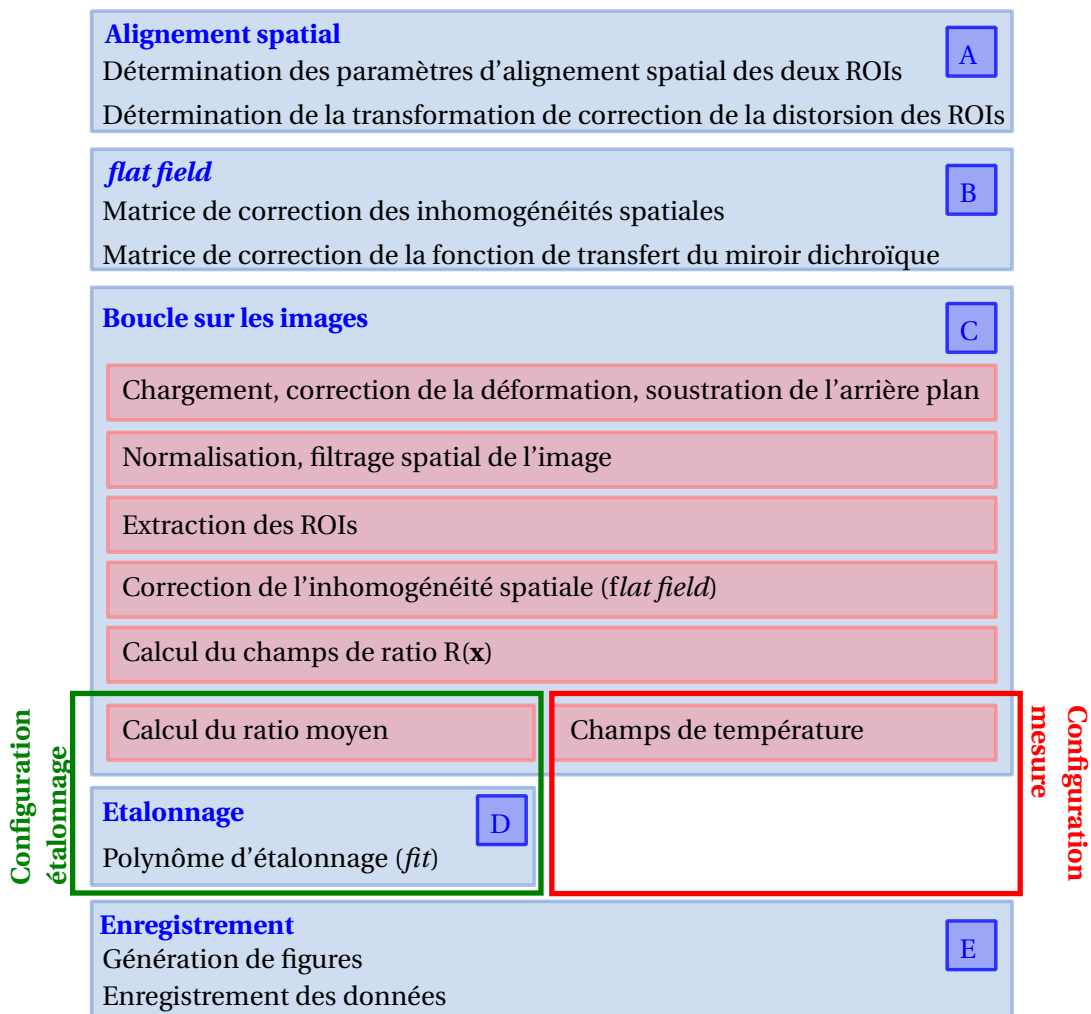 Alignement spatial
A
Détermination des paramètres d'alignement spatial des deux ROIs
Détermination de la transformation de correction de la distorsion des ROIs
flat field
B
Matrice de correction des inhomogénéités spatiales
Matrice de correction de la fonction de transfert du miroir dichroïque
Boucle sur les images
C
Chargement, correction de la déformation, soustration de l'arrière plan
Normalisation, filtrage spatial de l'image
Extraction des ROIs
Correction de l'inhomogénéité spatiale (flat field)
Calcul du champs de ratio R(x)
Calcul du ratio moyen
Champs de température
Configuration
étalonnage
Configuration
mesure
Etalonnage
D
Polynôme d'étalonnage (fit)
Enregistrement
E
Génération de figures
Enregistrement des données